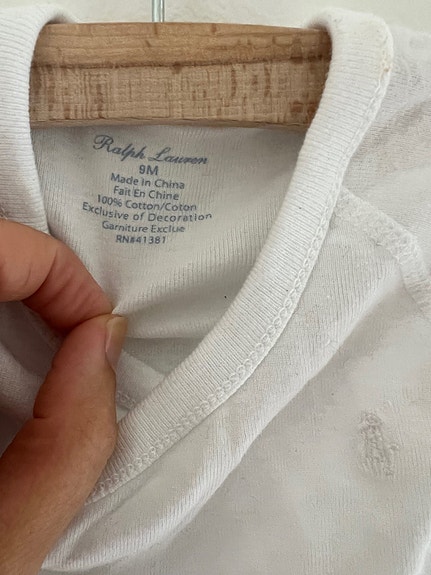 Ralph Lauren
9M
Made In China
Fait En Chine
100% Cotton/Coton
Exclusive of Decoration
Garniture Exclue
RN#41381